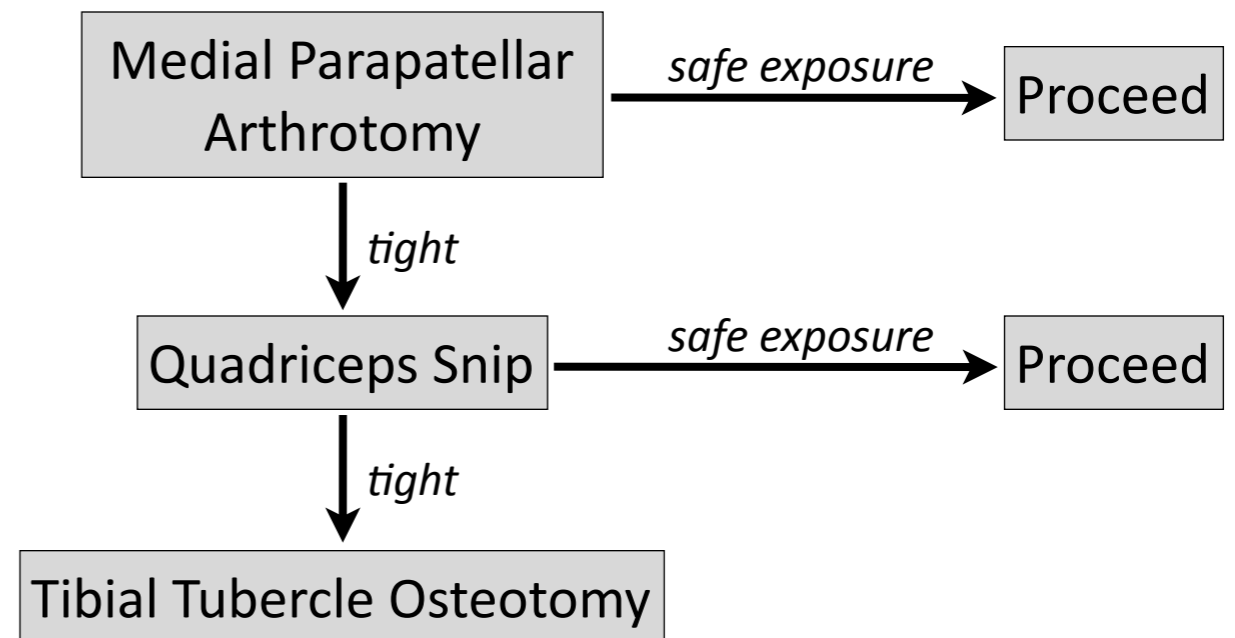 Medial Parapatellar
Arthrotomy
safe exposure
Proceed
tight
Quadriceps Snip
safe exposure
Proceed
tight
Tibial Tubercle Osteotomy